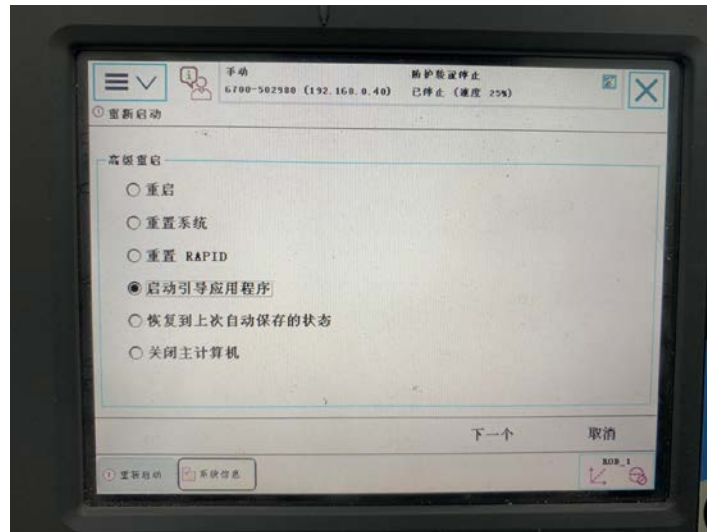 手动
防护装置停止
6700-502980 (192.168.0.40)
已停止 (速度 25%)
重新启动
高级重启
重启
重置系统
重置 RAPID
启动引导应用程序
恢复到上次自动保存的状态
关闭主计算机
下一个
取消
重新启动
系统信息
ROB_1